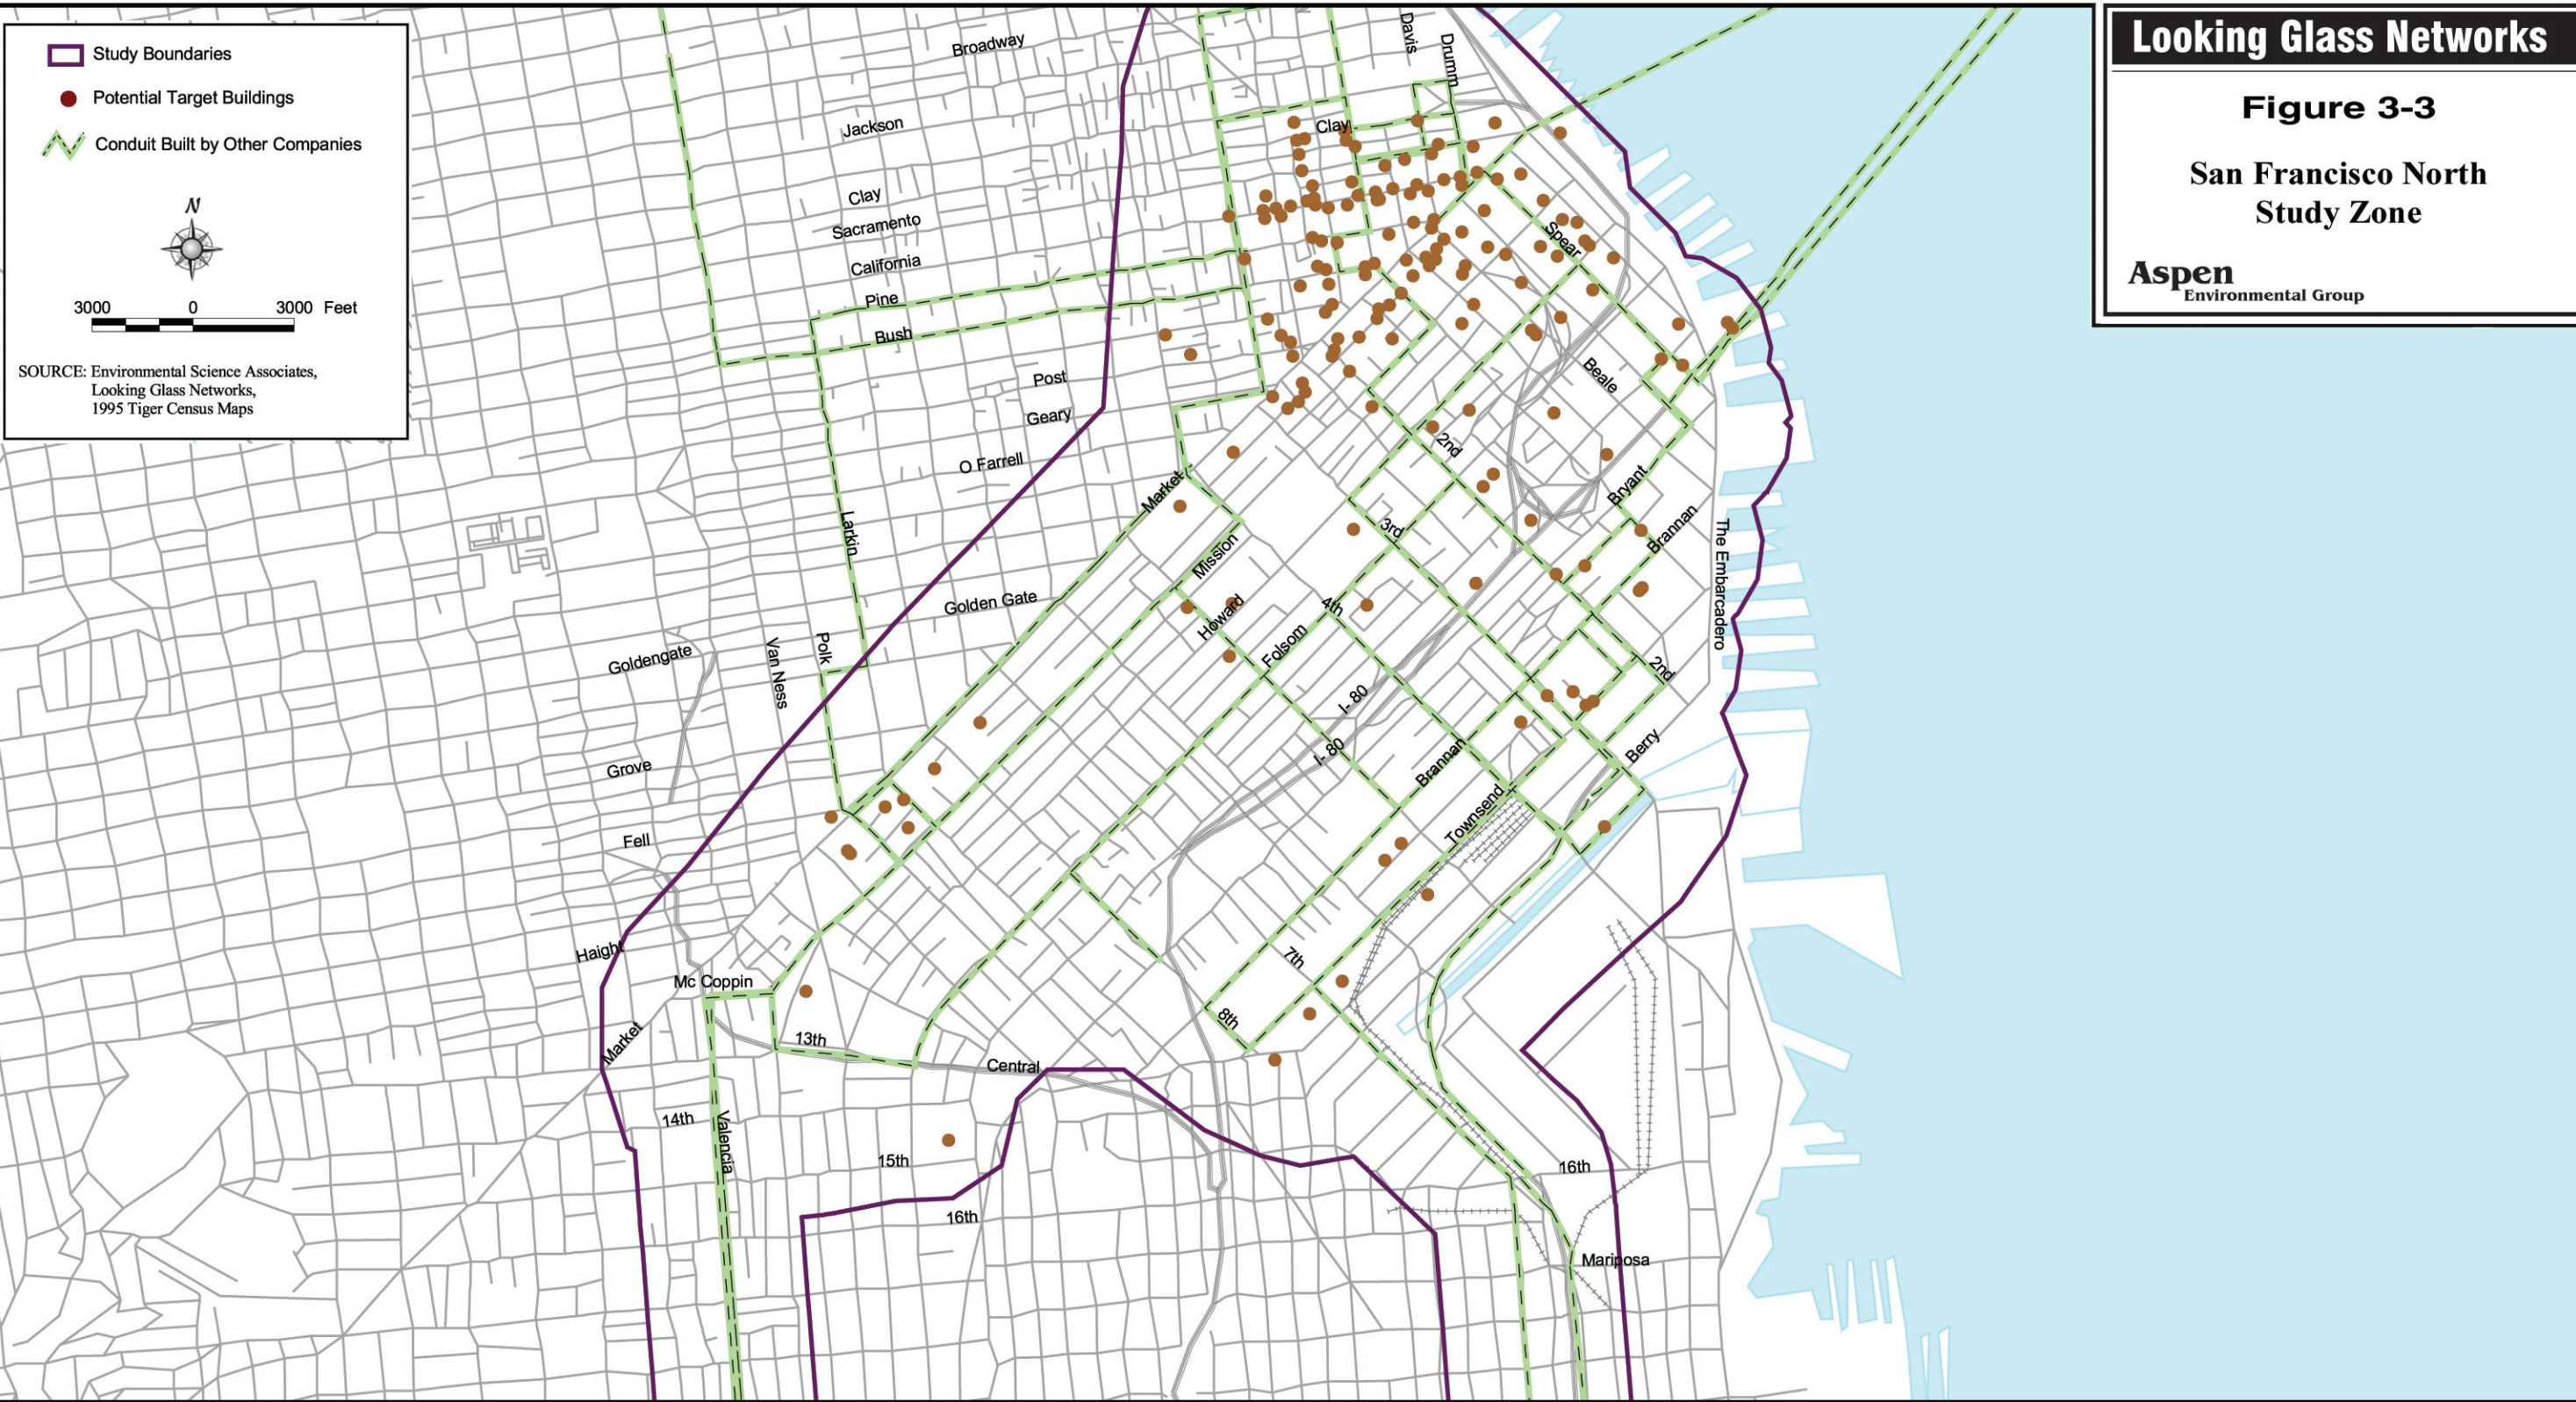 Study Boundaries
Potential Target Buildings
Conduit Built by Other Companies
N
3000 0 3000 Feet
SOURCE: Environmental Science Associates,
Looking Glass Networks,
1995 Tiger Census Maps
Looking Glass Networks
Figure 3-3
San Francisco North
Study Zone
Aspen
Environmental Group
Broadway
Davis
Drumm
Jackson
Clay
Clay
Sacramento
California
Pine
Bush
Spear
Post
Geary
Beale
O Farrell
2nd
Market
Bryant
Larkin
3rd
Brannan
The Embarcadero
Mission
Golden Gate
Howard
4th
Folsom
Goldengate
Polk
Van Ness
2nd
I- 80
I- 80
Berry
Brannan
Grove
Townsend
Fell
Haight
7th
Mc Coppin
8th
Market
13th
Central
14th
Valencia
15th
16th
16th
Mariposa